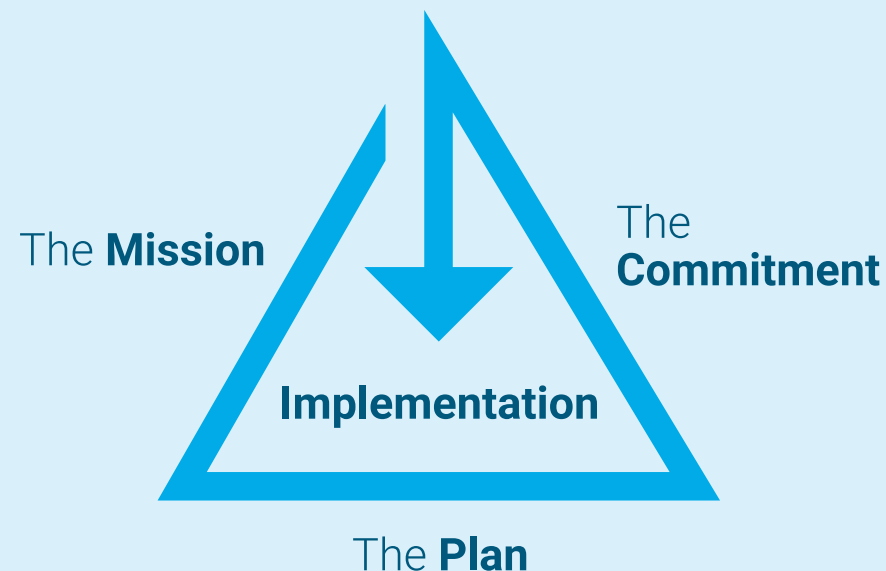 The Mission
The
Commitment
Implementation
The Plan